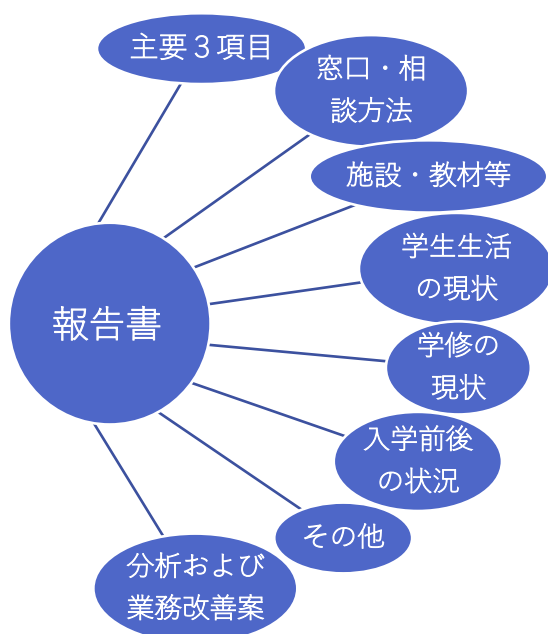 主要３項目
窓口・相
談方法
施設・教材等
学生生活
の現状
報告書
学修の
現状
入学前後
の状況
その他
分析および
業務改善案